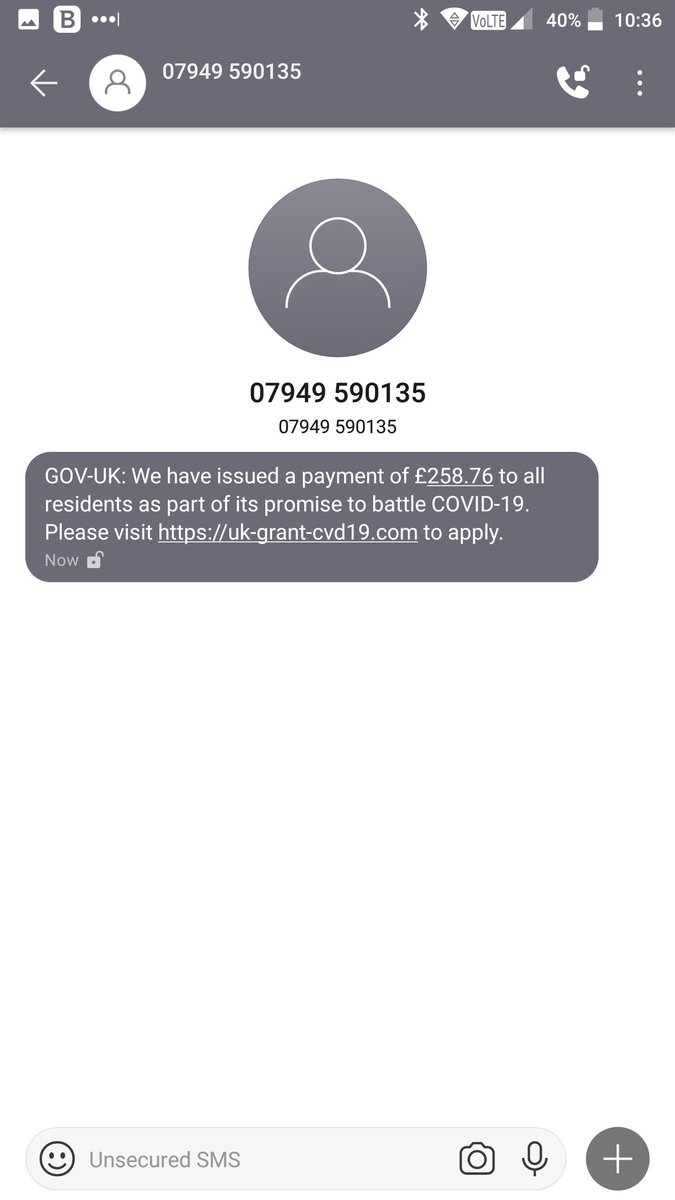 B VoLTE 40% 10:36
07949 590135
07949 590135
07949 590135
GOV-UK: We have issued a payment of £258.76 to all
residents as part of its promise to battle COVID-19.
Please visit https://uk-grant-cvd19.com to apply.
Now
Unsecured SMS